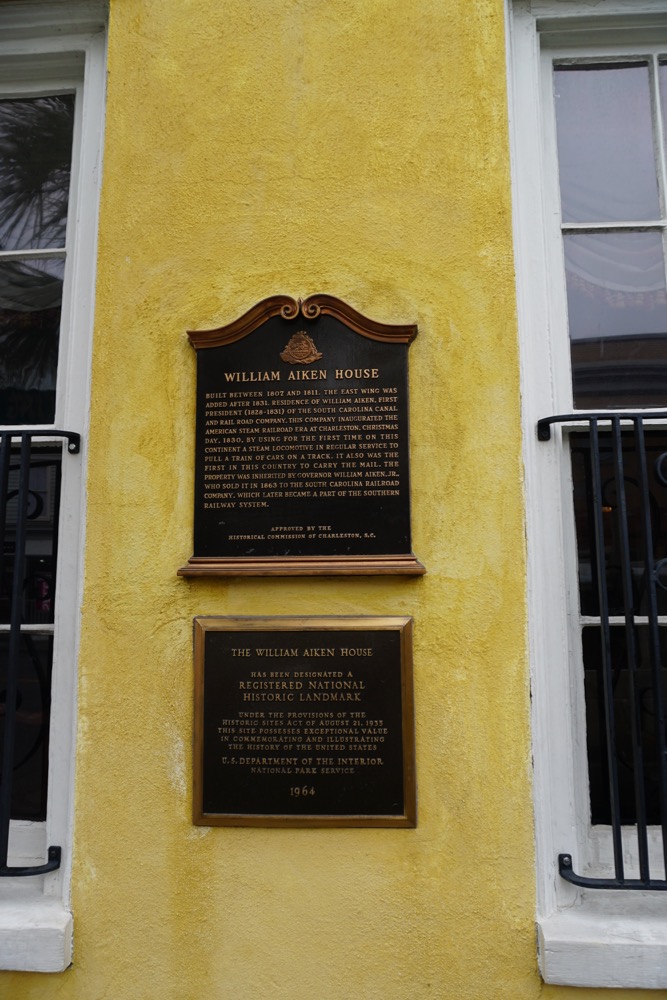 WILLIAM AIKEN HOUSE
BUILT BETWEEN 1807 AND 1811. THE EAST WING WAS
ADDED AFTER 1831. RESIDENCE OF WILLIAM AIKEN, FIRST
PRESIDENT (1828-1831) OF THE SOUTH CAROLINA CANAL
AND RAIL ROAD COMPANY. THIS COMPANY INAUGURATED THE
AMERICAN STEAM RAILROAD ERA AT CHARLESTON, CHRISTMAS
DAY, 1830, BY USING FOR THE FIRST TIME ON THIS
CONTINENT A STEAM LOCOMOTIVE IN REGULAR SERVICE TO
PULL A TRAIN OF CARS ON A TRACK. IT ALSO WAS THE
FIRST IN THIS COUNTRY TO CARRY THE MAIL. THE
PROPERTY WAS INHERITED BY GOVERNOR WILLIAM AIKEN, JR.,
WHO SOLD IT IN 1863 TO THE SOUTH CAROLINA RAILROAD
COMPANY, WHICH LATER BECAME A PART OF THE SOUTHERN
RAILWAY SYSTEM.
APPROVED BY THE
HISTORICAL COMMISSION OF CHARLESTON, S.C.
THE WILLIAM AIKEN HOUSE
HAS BEEN DESIGNATED A
REGISTERED NATIONAL
HISTORIC LANDMARK
UNDER THE PROVISIONS OF THE
HISTORIC SITES ACT OF AUGUST 21, 1935
THIS SITE POSSESSES EXCEPTIONAL VALUE
IN COMMEMORATING AND ILLUSTRATING
THE HISTORY OF THE UNITED STATES
U.S. DEPARTMENT OF THE INTERIOR
NATIONAL PARK SERVICE
1964